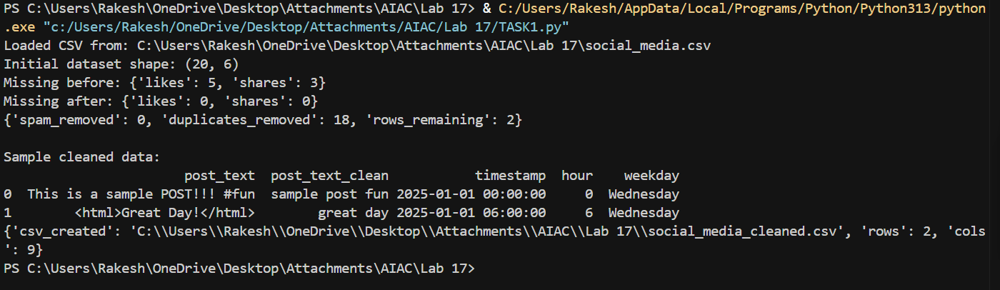 PS C:\Users\Rakesh\OneDrive\Desktop\Attachments\AIAC\Lab 17> & C:/Users/Rakesh/AppData/Local/Programs/Python/Python313/python
.exe "c:/Users/Rakesh/OneDrive/Desktop/Attachments/AIAC/Lab 17/TASK1.py"
Loaded CSV from: C:\Users\Rakesh\OneDrive\Desktop\Attachments\AIAC\Lab 17\social_media.csv
Initial dataset shape: (20, 6)
Missing before: {'likes': 5, 'shares': 3}
Missing after: {'likes': 0, 'shares': 0}
{'spam_removed': 0, 'duplicates_removed': 18, 'rows_remaining': 2}

Sample cleaned data:
                       post_text  post_text_clean           timestamp  hour    weekday
0  This is a sample POST!!! #fun  sample post fun 2025-01-01 00:00:00     0  Wednesday
1         <html>Great Day!</html>        great day 2025-01-01 06:00:00     6  Wednesday
{'csv_created': 'C:\\Users\\Rakesh\\OneDrive\\Desktop\\Attachments\\AIAC\\Lab 17\\social_media_cleaned.csv', 'rows': 2, 'cols
': 9}
PS C:\Users\Rakesh\OneDrive\Desktop\Attachments\AIAC\Lab 17>